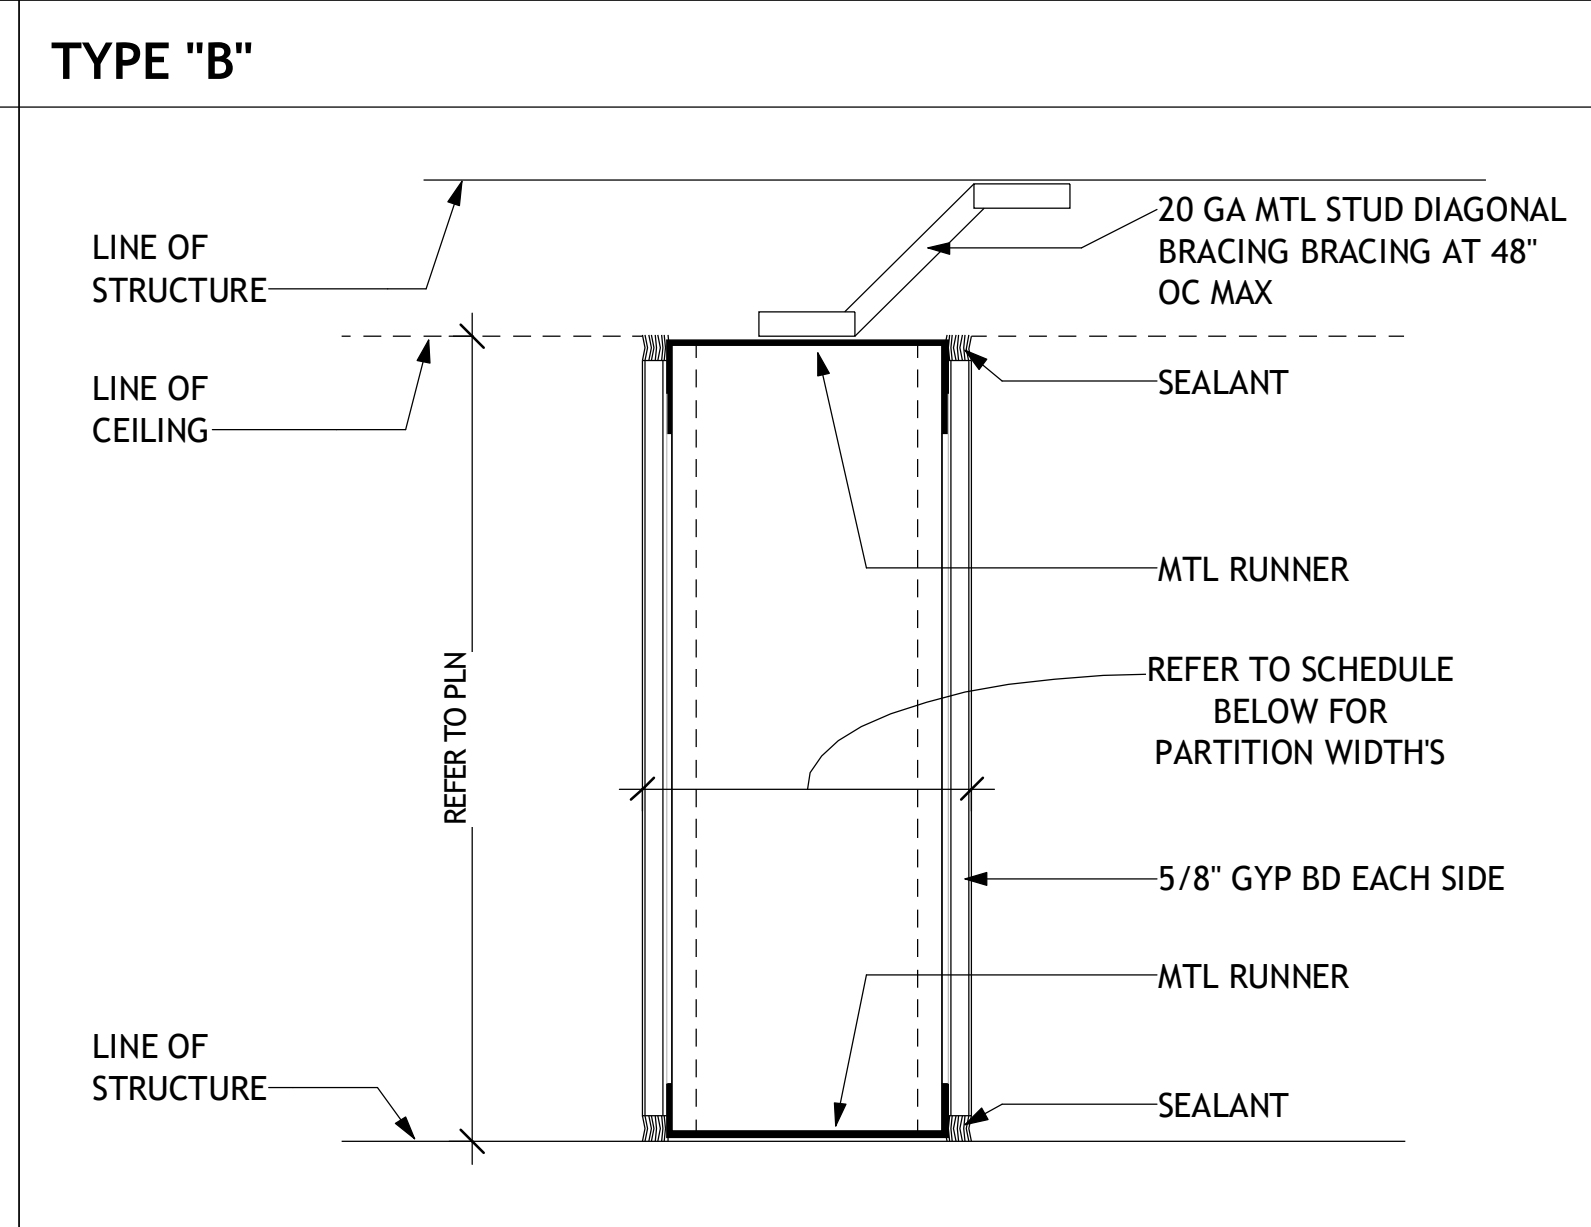 TYPE "B"
LINE OF
STRUCTURE
20 GA MTL STUD DIAGONAL
BRACING BRACING AT 48"
OC MAX
LINE OF
CEILING
SEALANT
MTL RUNNER
REFER TO PLN
REFER TO SCHEDULE
BELOW FOR
PARTITION WIDTH'S
5/8" GYP BD EACH SIDE
MTL RUNNER
LINE OF
STRUCTURE
SEALANT